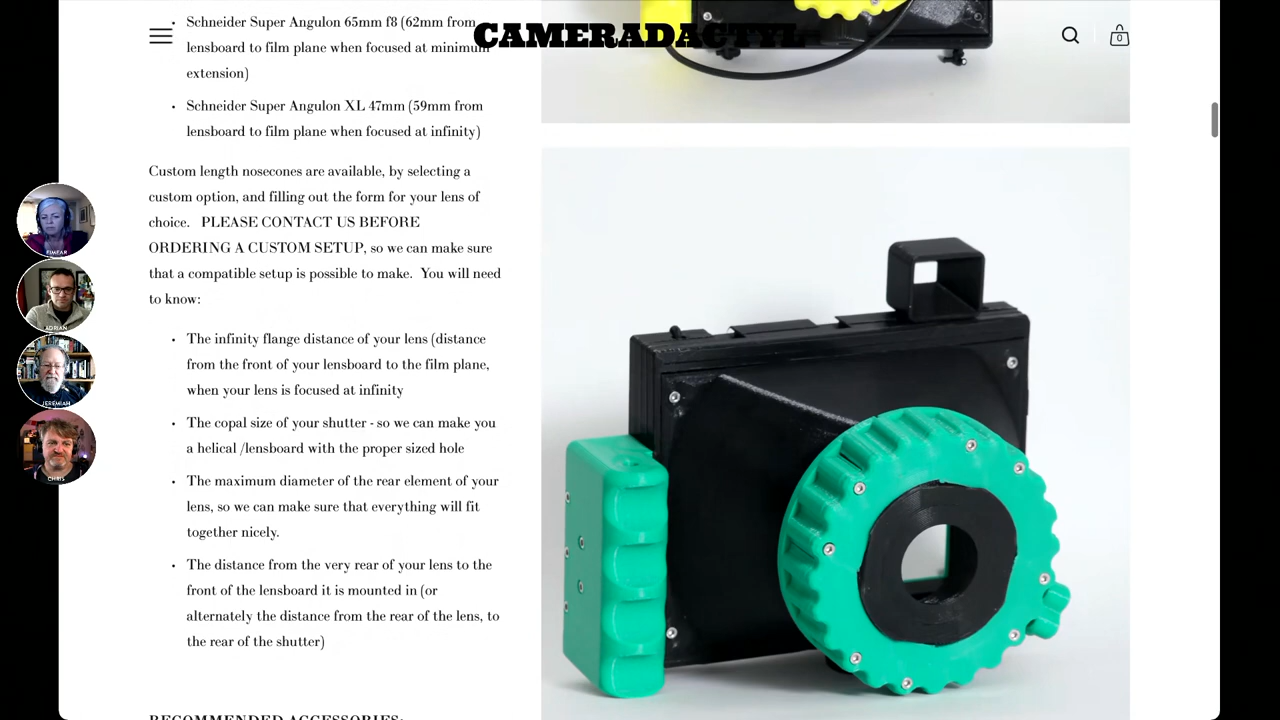 Schneider Super Angulon 65mm f8 (62mm from
lensboard to film plane when focused at minimum
extension)
CAMERADACTYL
0
Schneider Super Angulon XL 47mm (59mm from
lensboard to film plane when focused at infinity)
Custom length nosecones are available, by selecting a
custom option, and filling out the form for your lens of
choice. PLEASE CONTACT US BEFORE
ORDERING A CUSTOM SETUP, so we can make sure
that a compatible setup is possible to make. You will need
to know:
The infinity flange distance of your lens (distance
from the front of your lensboard to the film plane,
when your lens is focused at infinity
The copal size of your shutter - so we can make you
a helical /lensboard with the proper sized hole
The maximum diameter of the rear element of your
lens, so we can make sure that everything will fit
together nicely.
The distance from the very rear of your lens to the
front of the lensboard it is mounted in (or
alternately the distance from the rear of the lens, to
the rear of the shutter)
RECOMMENDED ACCESSORIES:
ADRIAN
JEREMIAH
CHRIS